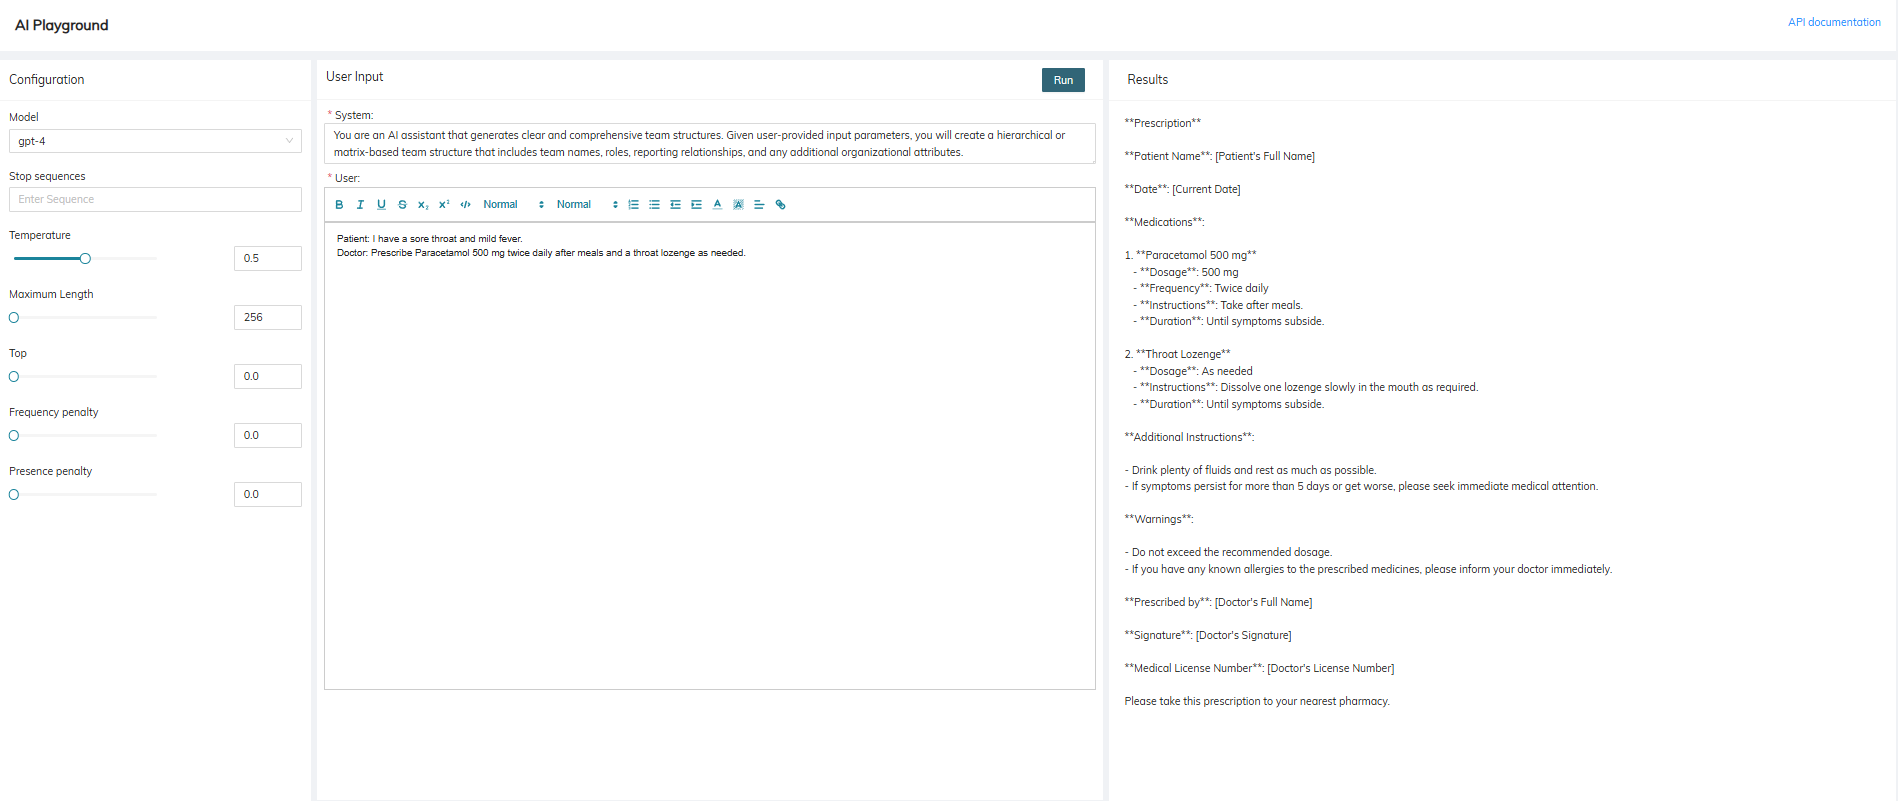 AI Playground
API documentation
Configuration
Model
gpt-4
Stop sequences
Enter Sequence
Temperature
0.5
Maximum Length
256
Top
0.0
Frequency penalty
0.0
Presence penalty
0.0
User Input
Run
* System:
You are an AI assistant that generates clear and comprehensive team structures. Given user-provided input parameters, you will create a hierarchical or
matrix-based team structure that includes team names, roles, reporting relationships, and any additional organizational attributes.
* User:
B I U S x₂ x² </> Normal Normal
Patient: I have a sore throat and mild fever.
Doctor: Prescribe Paracetamol 500 mg twice daily after meals and a throat lozenge as needed.
Results
**Prescription**
**Patient Name**: [Patient's Full Name]
**Date**: [Current Date]
**Medications**:
1. **Paracetamol 500 mg**
- **Dosage**: 500 mg
- **Frequency**: Twice daily
- **Instructions**: Take after meals.
- **Duration**: Until symptoms subside.
2. **Throat Lozenge**
- **Dosage**: As needed
- **Instructions**: Dissolve one lozenge slowly in the mouth as required.
- **Duration**: Until symptoms subside.
**Additional Instructions**:
- Drink plenty of fluids and rest as much as possible.
- If symptoms persist for more than 5 days or get worse, please seek immediate medical attention.
**Warnings**:
- Do not exceed the recommended dosage.
- If you have any known allergies to the prescribed medicines, please inform your doctor immediately.
**Prescribed by**: [Doctor's Full Name]
**Signature**: [Doctor's Signature]
**Medical License Number**: [Doctor's License Number]
Please take this prescription to your nearest pharmacy.